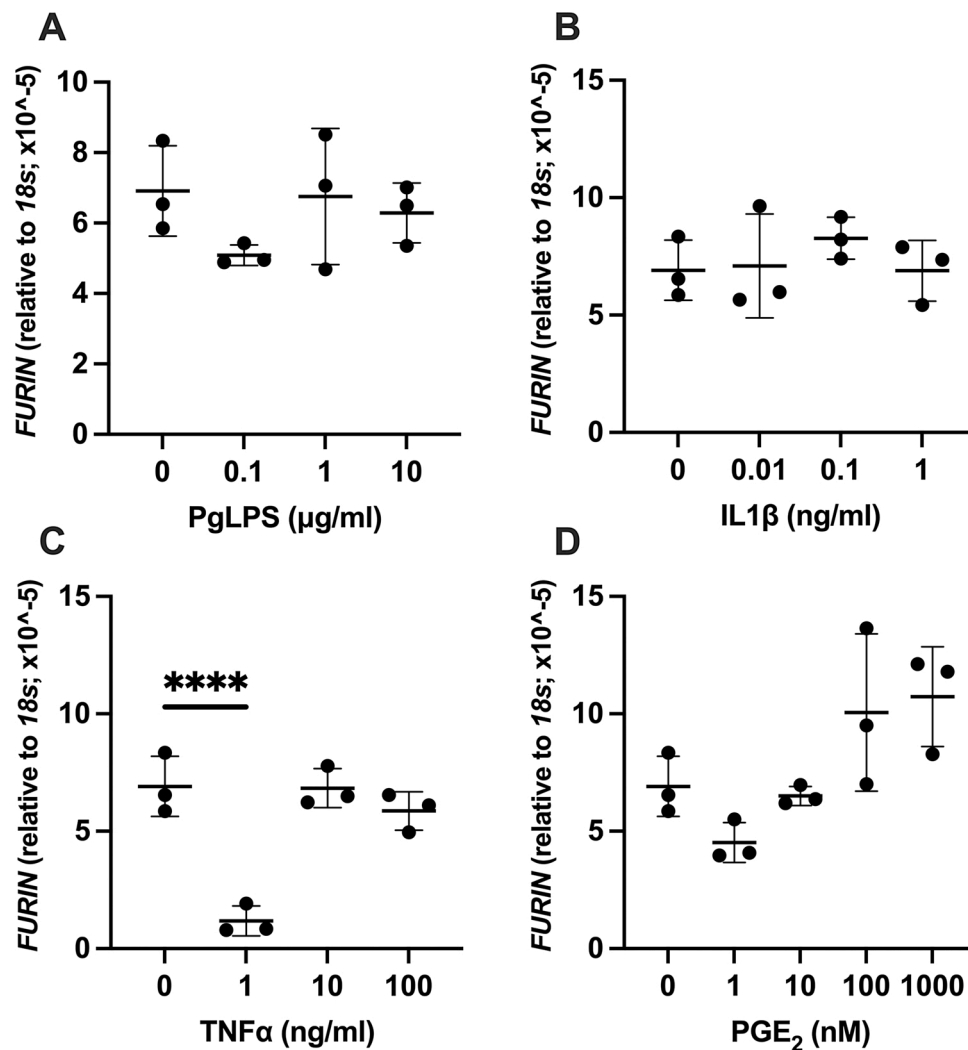 A
FURIN (relative to 18s; x10^-5)
10
8
6
4
2
0
0 0.1 1 10
PgLPS (µg/ml)
B
FURIN (relative to 18s; x10^-5)
15
10
5
0
0 0.01 0.1 1
IL1β (ng/ml)
C
FURIN (relative to 18s; x10^-5)
15
10
5
0
****
0 1 10 100
TNFα (ng/ml)
D
FURIN (relative to 18s; x10^-5)
15
10
5
0
0 1 10 100 1000
PGE₂ (nM)